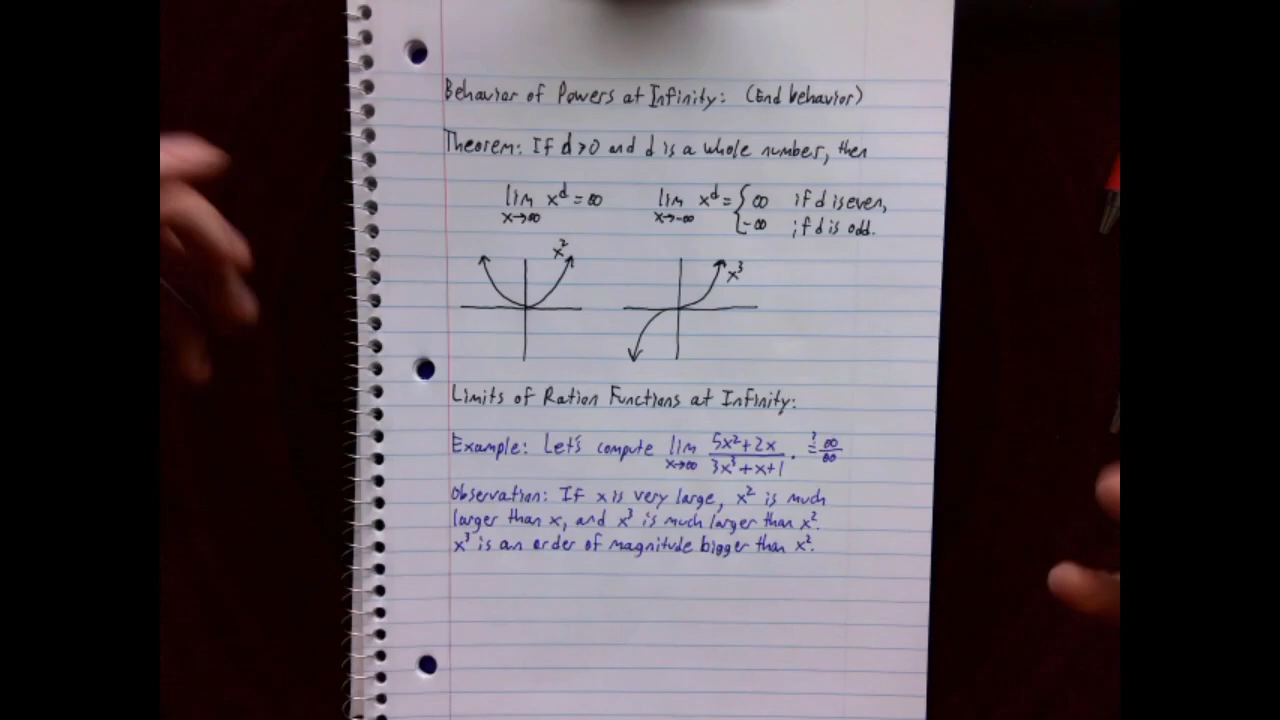 Behavior of Powers at Infinity: (End behavior)
Theorem: If d>0 and d is a whole number, then
lim x→∞ x^d = ∞ lim x→-∞ x^d = { ∞ if d is even,
-∞ if d is odd.
x² x³
Limits of Ration Functions at Infinity:
Example: Let's compute lim x→∞ (5x²+2x)/(3x³+x+1) . ?= ∞/∞
Observation: If x is very large, x² is much
larger than x, and x³ is much larger than x².
x³ is an order of magnitude bigger than x².